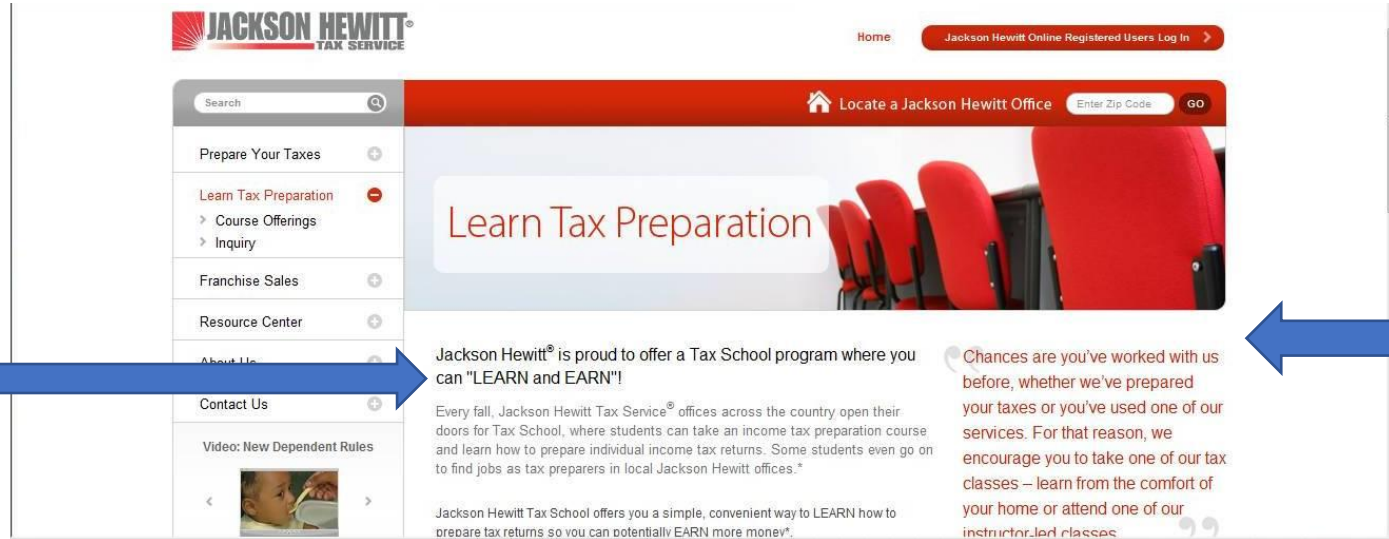 JACKSON HEWITT®
TAX SERVICE
Home
Jackson Hewitt Online Registered Users Log In
Search
Locate a Jackson Hewitt Office
Enter Zip Code
GO
Prepare Your Taxes
Learn Tax Preparation
Course Offerings
Inquiry
Franchise Sales
Resource Center
About Us
Contact Us
Video: New Dependent Rules
Learn Tax Preparation
Jackson Hewitt® is proud to offer a Tax School program where you
can "LEARN and EARN"!
Every fall, Jackson Hewitt Tax Service® offices across the country open their
doors for Tax School, where students can take an income tax preparation course
and learn how to prepare individual income tax returns. Some students even go on
to find jobs as tax preparers in local Jackson Hewitt offices.*
Jackson Hewitt Tax School offers you a simple, convenient way to LEARN how to
prepare tax returns so you can potentially EARN more money*.
“Chances are you've worked with us
before, whether we've prepared
your taxes or you've used one of our
services. For that reason, we
encourage you to take one of our tax
classes – learn from the comfort of
your home or attend one of our
instructor-led classes.”